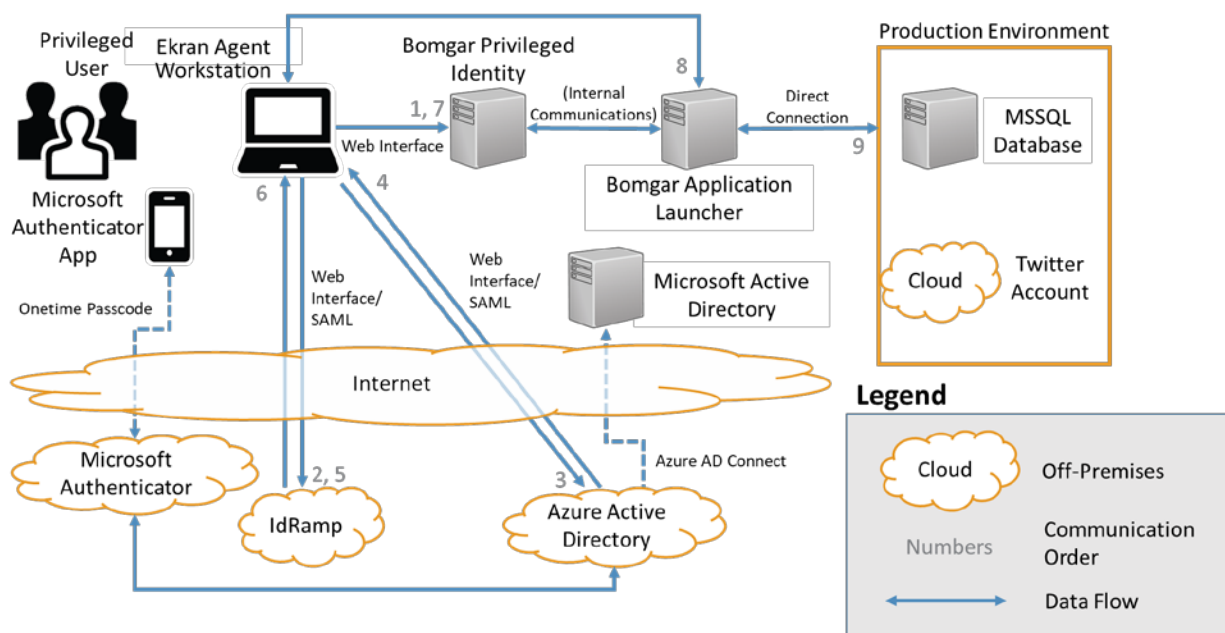 Privileged
User
Ekran Agent
Workstation
Bomgar Privileged
Identity
Production Environment
8
(Internal
Communications)
Direct
Connection
1, 7
Web Interface
9
MSSQL
Database
Microsoft
Authenticator
App
6
4
Bomgar Application
Launcher
Web
Interface/
SAML
Web
Interface/
SAML
Microsoft Active
Directory
Cloud
Twitter
Account
Onetime Passcode
Internet
Legend
Microsoft
Authenticator
2, 5
IdRamp
3
Azure AD Connect
Azure Active
Directory
Cloud
Off-Premises
Numbers
Communication
Order
Data Flow